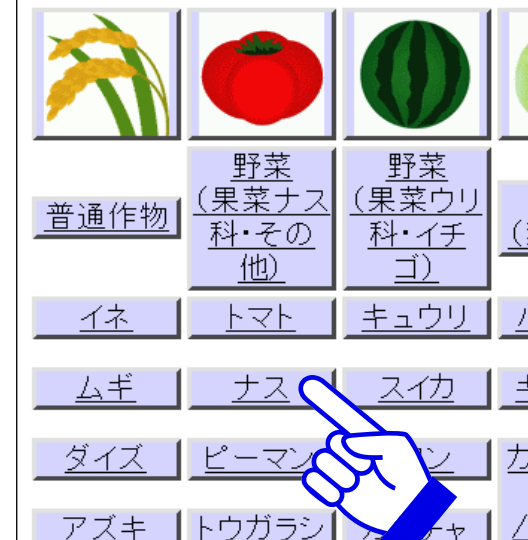 普通作物
野菜
（果菜ナス
科・その
他）
野菜
（果菜ウリ
科・イチ
ゴ）
イネ
トマト
キュウリ
ムギ
ナス
スイカ
ダイズ
ピーマン
アズキ
トウガラシ